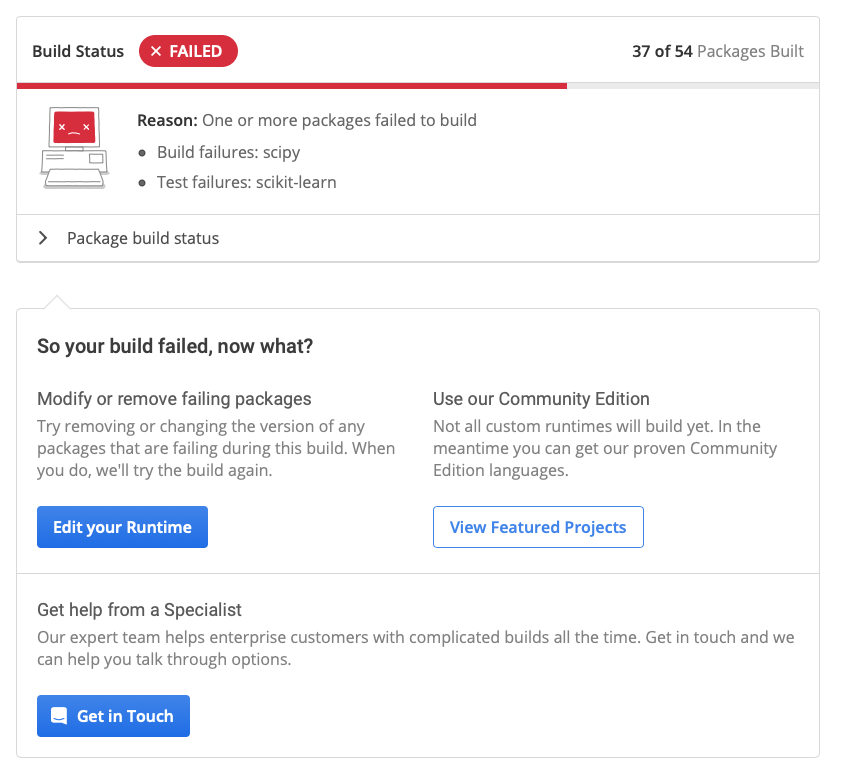 Build Status FAILED 37 of 54 Packages Built
Reason: One or more packages failed to build
Build failures: scipy
Test failures: scikit-learn
Package build status
So your build failed, now what?
Modify or remove failing packages
Try removing or changing the version of any
packages that are failing during this build. When
you do, we'll try the build again.
Edit your Runtime
Use our Community Edition
Not all custom runtimes will build yet. In the
meantime you can get our proven Community
Edition languages.
View Featured Projects
Get help from a Specialist
Our expert team helps enterprise customers with complicated builds all the time. Get in touch and we
can help you talk through options.
Get in Touch